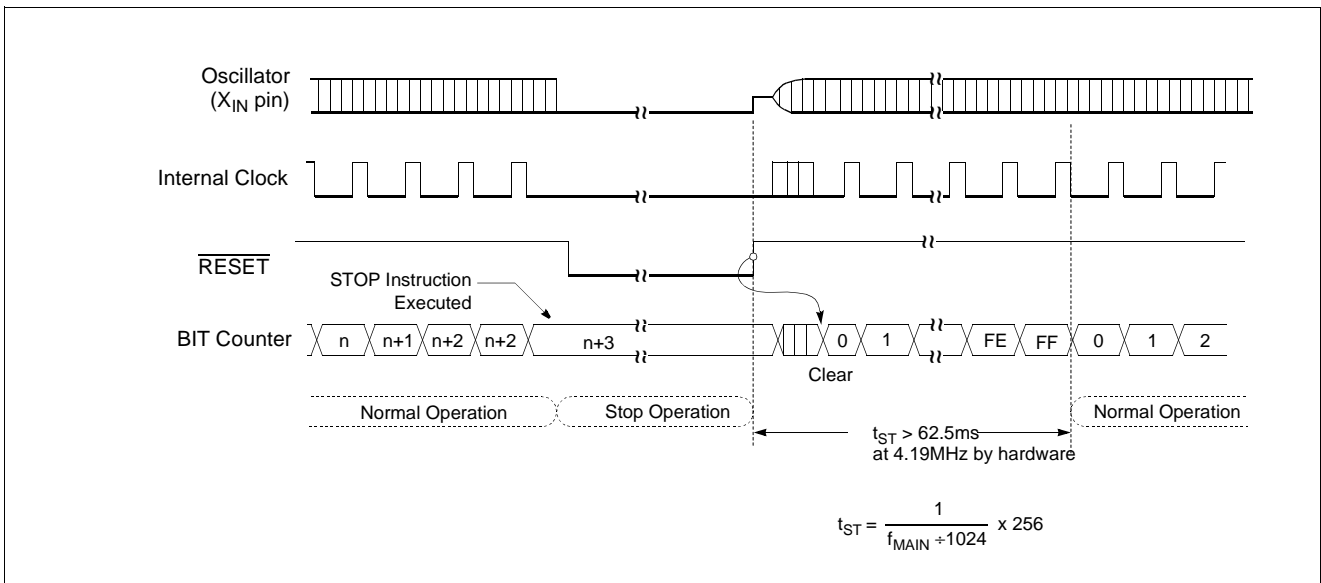 Oscillator
(XIN pin)
Internal Clock
RESET
STOP Instruction
Executed
BIT Counter
n
n+1
n+2
n+2
n+3
0
1
FE
FF
0
1
2
Clear
Normal Operation
Stop Operation
Normal Operation
tST > 62.5ms
at 4.19MHz by hardware
tST = 1 / fMAIN ÷1024 x 256